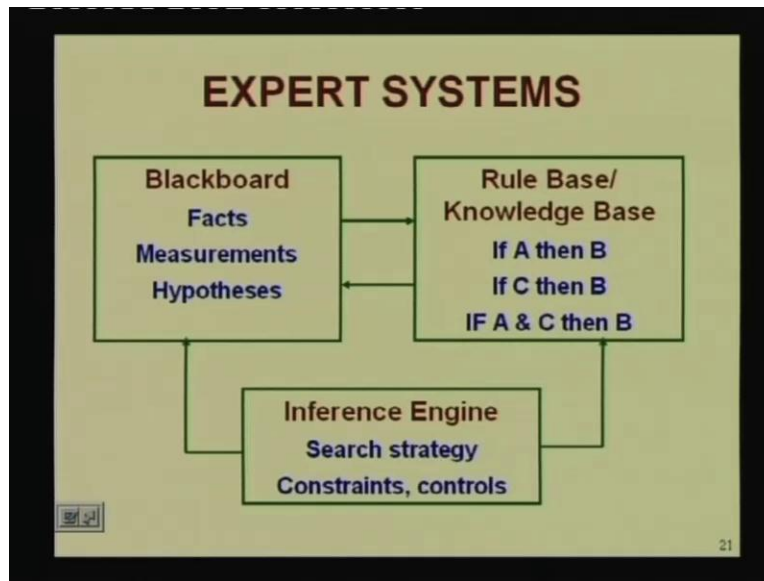 EXPERT SYSTEMS
Blackboard
Facts
Measurements
Hypotheses
Rule Base/
Knowledge Base
If A then B
If C then B
IF A & C then B
Inference Engine
Search strategy
Constraints, controls
21